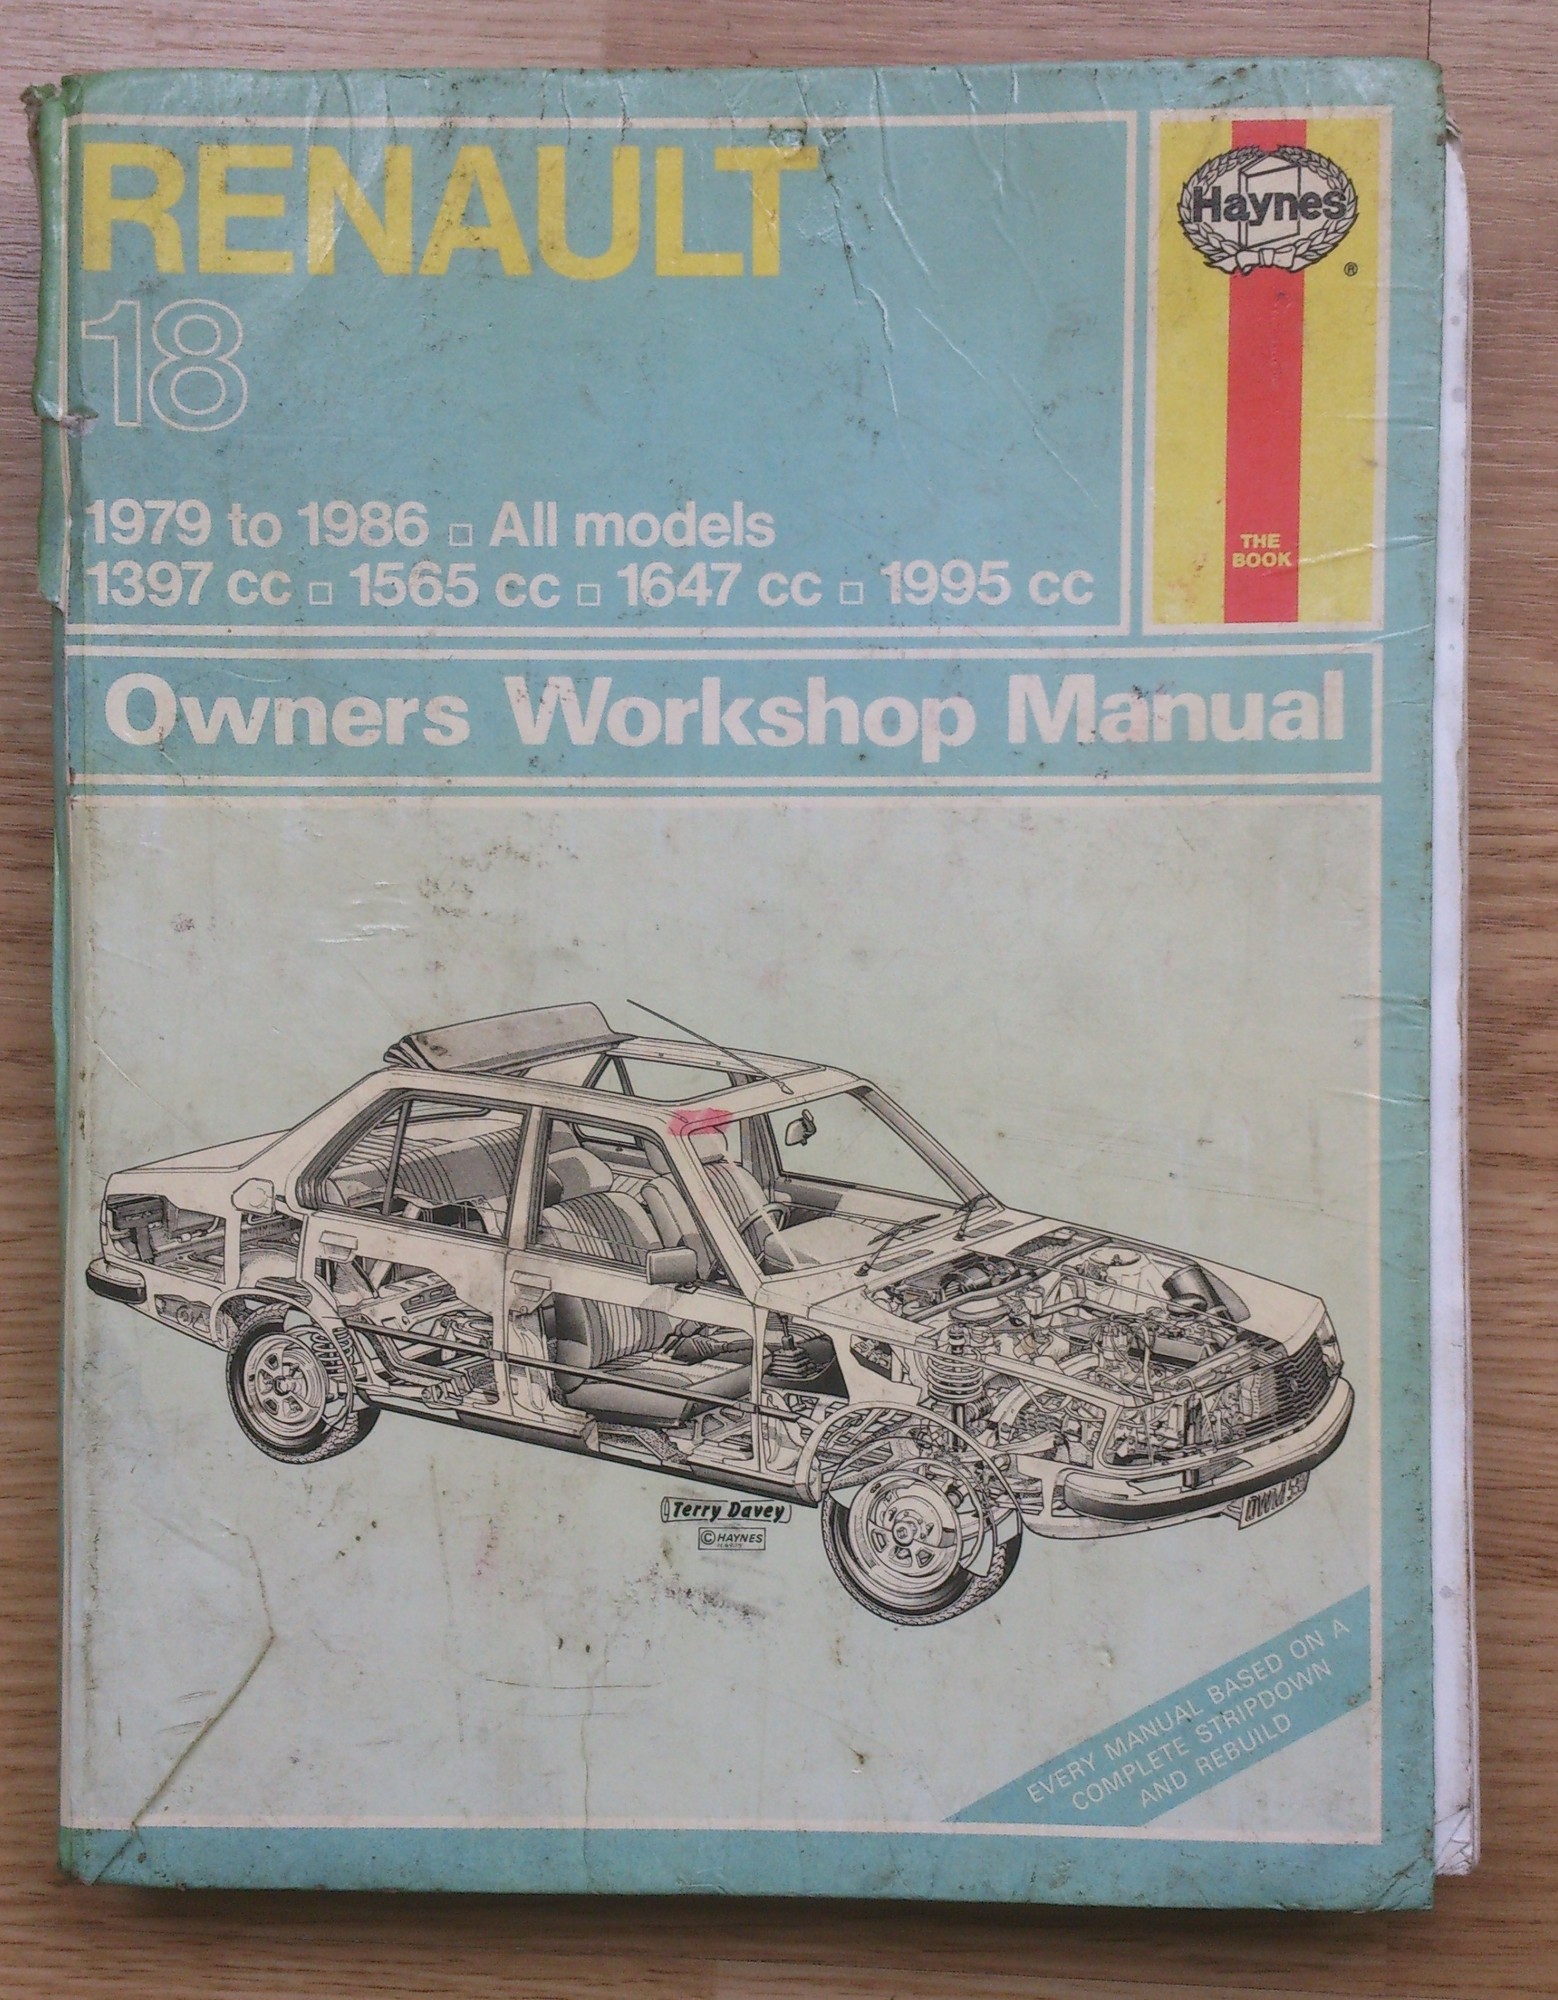 RENAULT
18
1979 to 1986 □ All models
1397 cc □ 1565 cc □ 1647 cc □ 1995 cc
Haynes
®
THE
BOOK
Owners Workshop Manual
Terry Davey
© HAYNES
EVERY MANUAL BASED ON A
COMPLETE STRIPDOWN
AND REBUILD